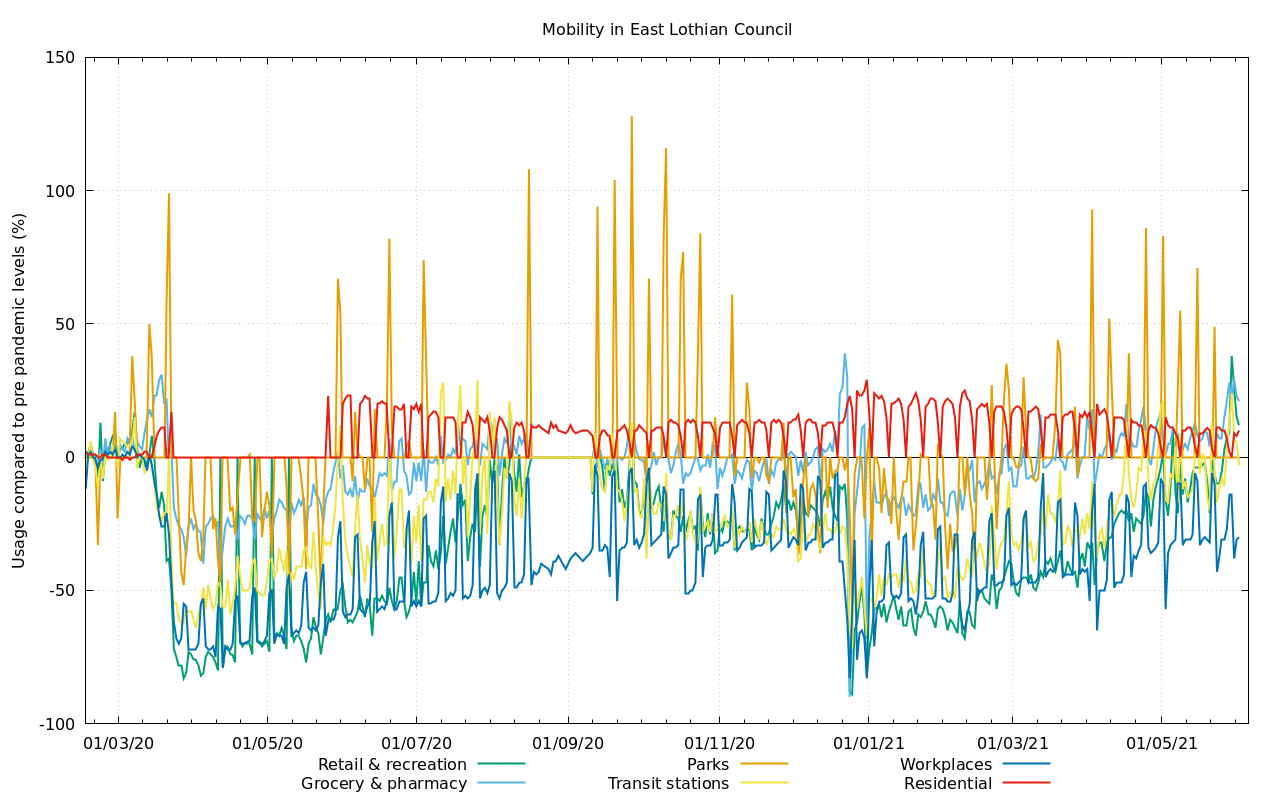 Mobility in East Lothian Council
Usage compared to pre pandemic levels (%)
150
100
50
0
-50
-100
01/03/20 01/05/20 01/07/20 01/09/20 01/11/20 01/01/21 01/03/21 01/05/21
Retail & recreation Parks Workplaces
Grocery & pharmacy Transit stations Residential